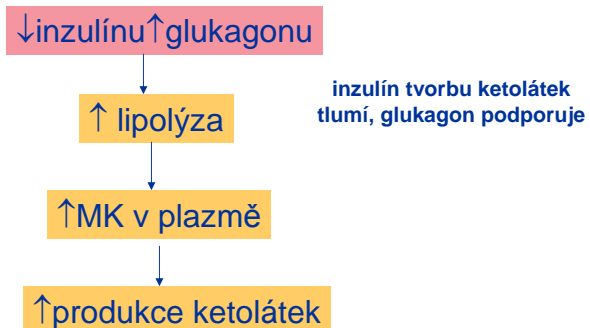 ↓inzulínu↑glukagonu
inzulín tvorbu ketolátek
tlumí, glukagon podporuje
↑ lipolýza
↑MK v plazmě
↑produkce ketolátek